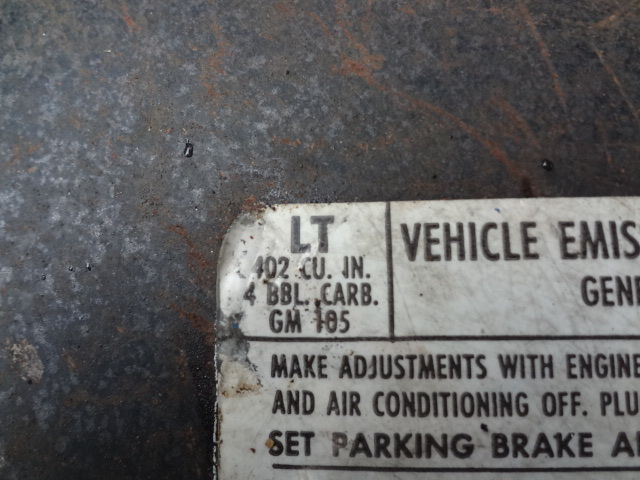 LT
402 CU. IN.
4 BBL. CARB.
GM 105
VEHICLE EMIS
GENE
MAKE ADJUSTMENTS WITH ENGINE
AND AIR CONDITIONING OFF. PLU
SET PARKING BRAKE A